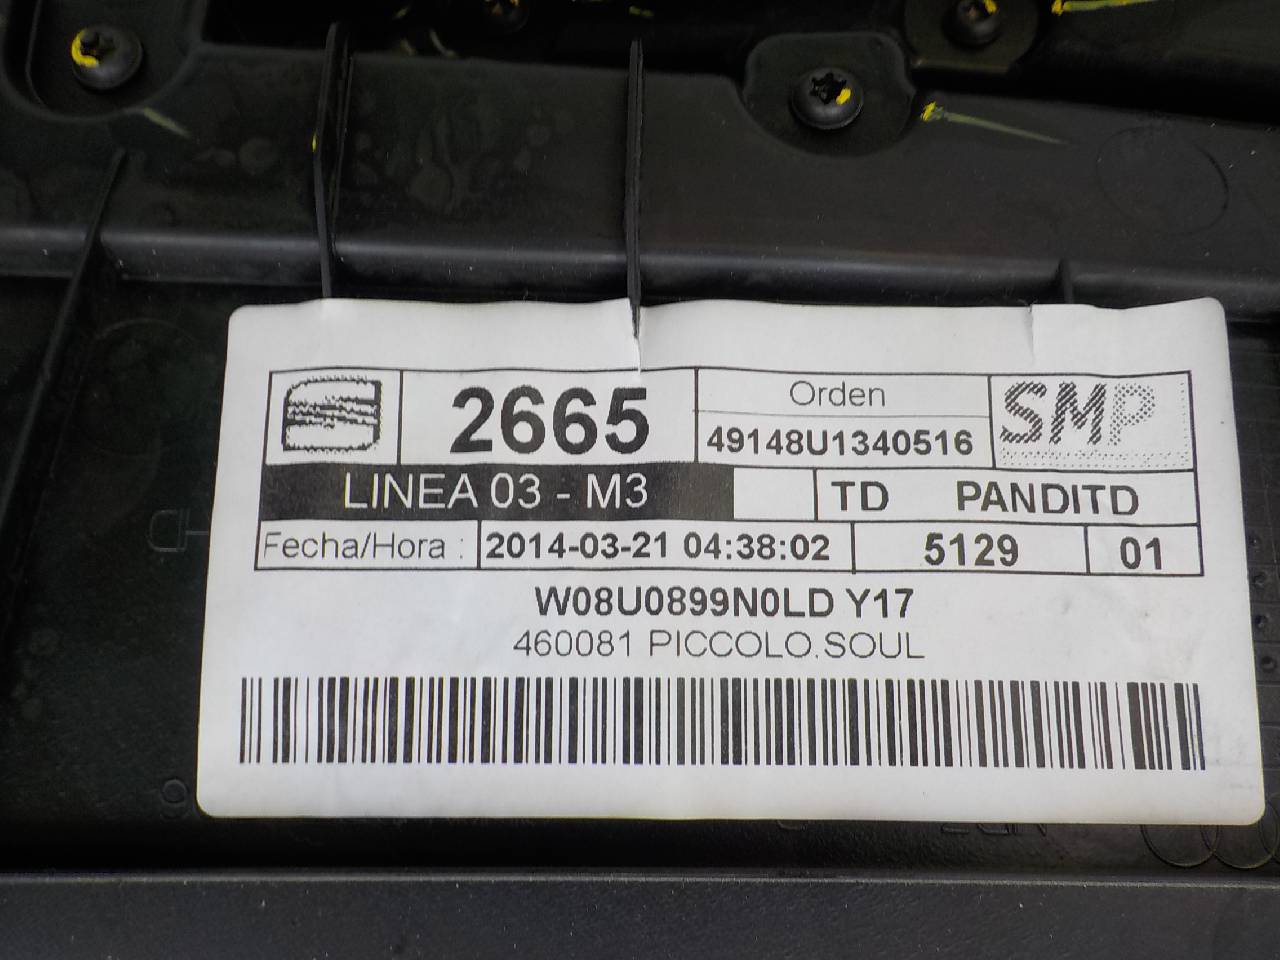 2665
Orden
49148U1340516
SMP
LINEA 03 - M3
TD PANDITD
Fecha/Hora : 2014-03-21 04:38:02 5129 01
W08U0899N0LD Y17
460081 PICCOLO.SOUL